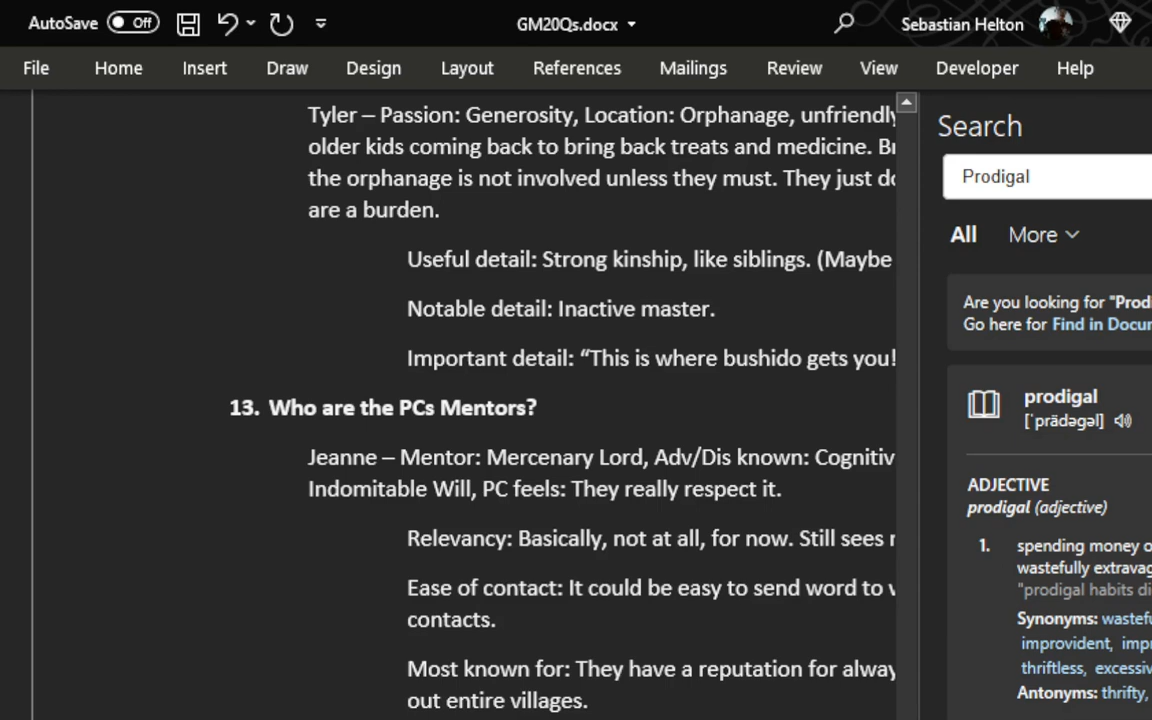 AutoSave Off GM20Qs.docx Sebastian Helton
File Home Insert Draw Design Layout References Mailings Review View Developer Help
Tyler – Passion: Generosity, Location: Orphanage, unfriendly
older kids coming back to bring back treats and medicine.
the orphanage is not involved unless they must. They just
are a burden.
Useful detail: Strong kinship, like siblings. (Maybe
Notable detail: Inactive master.
Important detail: “This is where bushido gets you!
13. Who are the PCs Mentors?
Jeanne – Mentor: Mercenary Lord, Adv/Dis known:
Indomitable Will, PC feels: They really respect it.
Relevancy: Basically, not at all, for now. Still sees
Ease of contact: It could be easy to send word to
contacts.
Most known for: They have a reputation for
out entire villages.
Search
Prodigal
All More
Are you looking for
Go here for Find in
prodigal
[ˈprädəgəl]
ADJECTIVE
prodigal (adjective)
1. spending money
wastefully
"prodigal habits
Synonyms:
improvident,
thriftless,
Antonyms: thrifty,